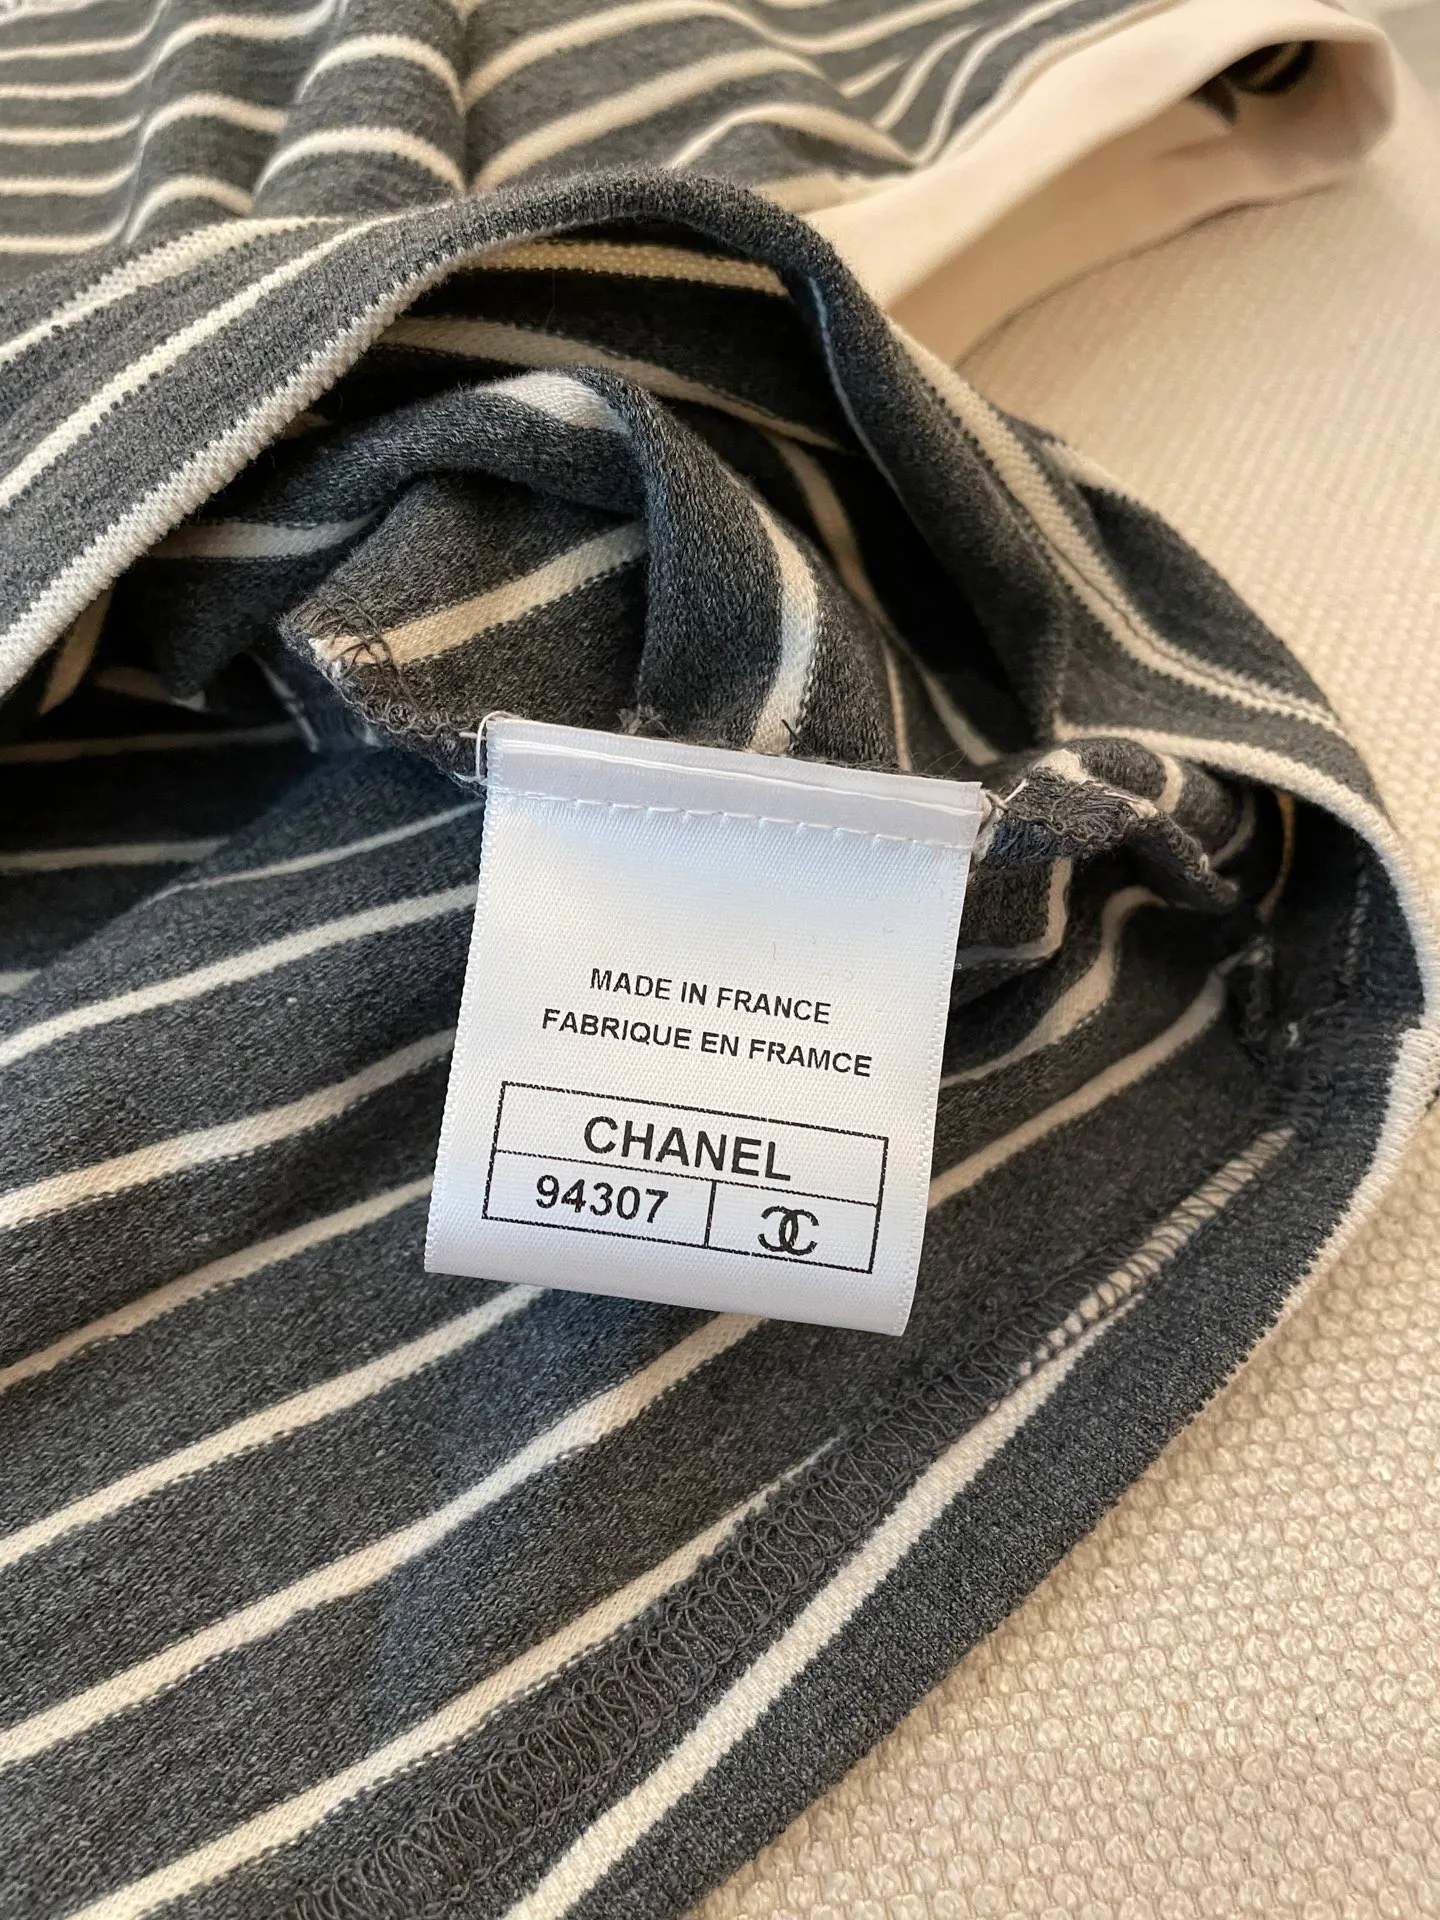 MADE IN FRANCE
FABRIQUE EN FRAMCE
CHANEL
94307